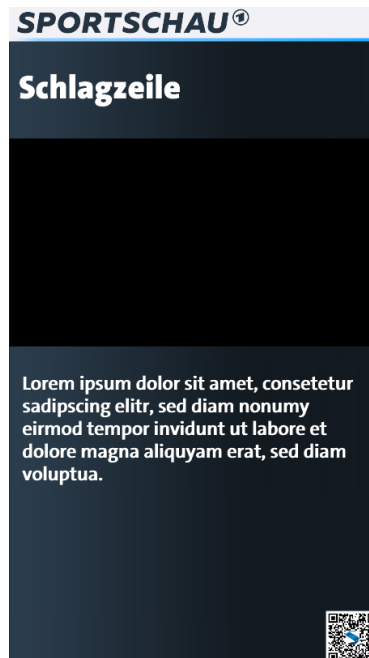 SPORTSCHAU
Schlagzeile
Lorem ipsum dolor sit amet, consetetur
sadipscing elitr, sed diam nonumy
eirmod tempor invidunt ut labore et
dolore magna aliquyam erat, sed diam
voluptua.